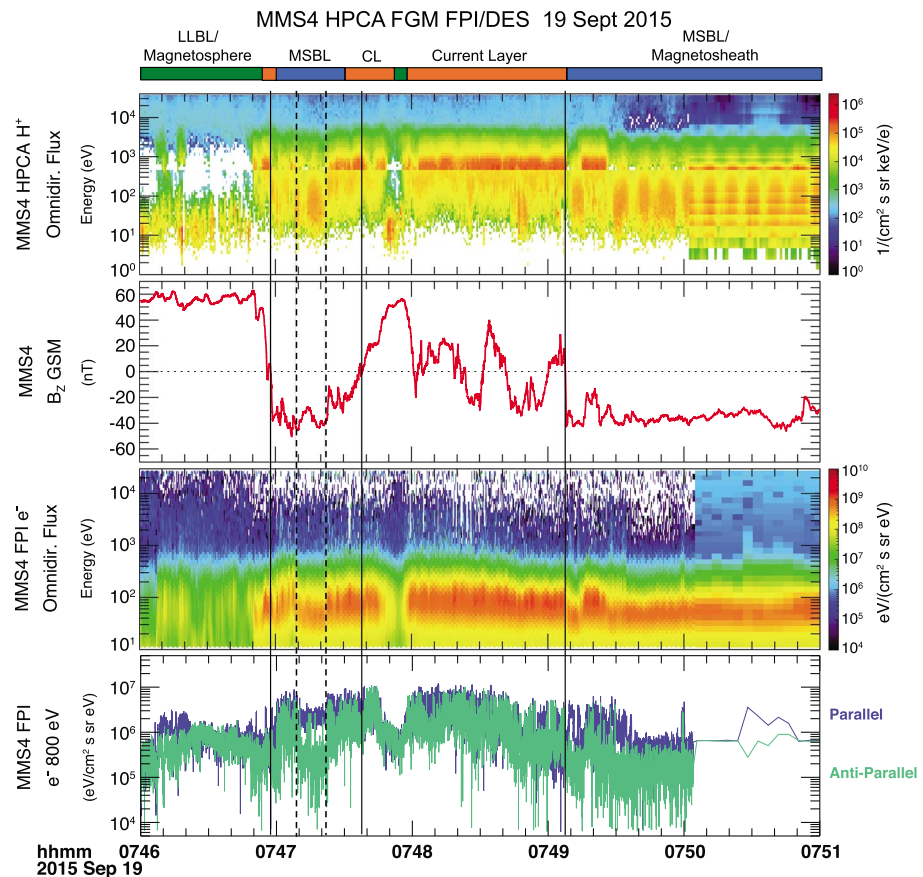 MMS4 HPCA FGM FPI/DES 19 Sept 2015
LLBL/
Magnetosphere
MSBL
CL
Current Layer
MSBL/
Magnetosheath
MMS4 HPCA H⁺
Omnidir. Flux
Energy (eV)
10⁴
10³
10²
10¹
10⁰
10⁶
10⁵
10⁴
10³
10²
10¹
10⁰
1/(cm² s sr keV/e)
MMS4
B_Z GSM
(nT)
60
40
20
0
-20
-40
-60
MMS4 FPI e⁻
Omnidir. Flux
Energy (eV)
10⁴
10³
10²
10¹
10¹⁰
10⁹
10⁸
10⁷
10⁶
10⁵
10⁴
eV/(cm² s sr eV)
MMS4 FPI
e⁻ 800 eV
(eV/cm² s sr eV)
10⁷
10⁶
10⁵
10⁴
Parallel
Anti-Parallel
hhmm 0746 0747 0748 0749 0750 0751
2015 Sep 19